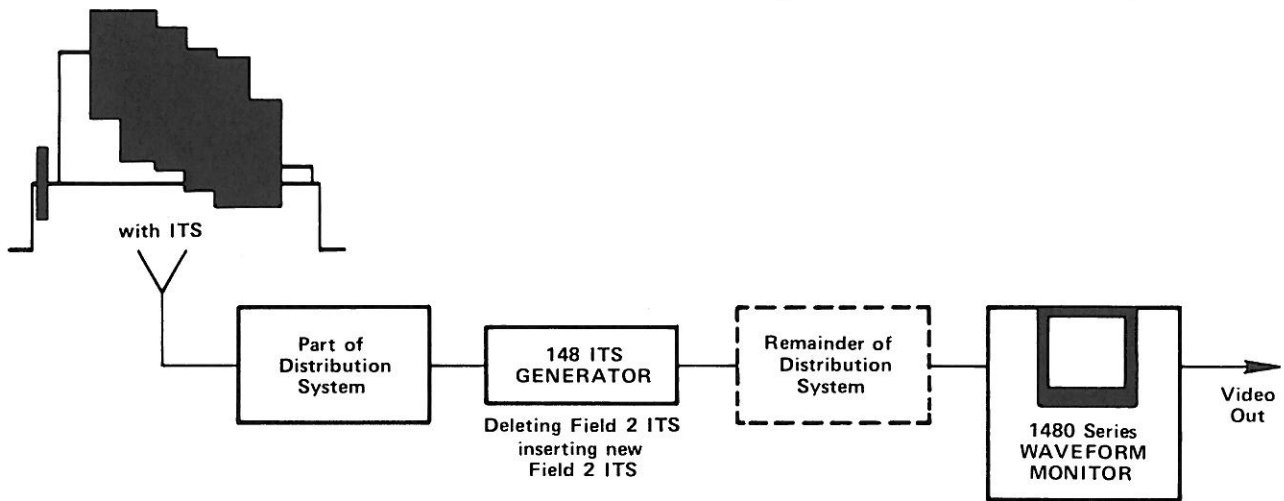 with ITS
Part of
Distribution
System
148 ITS
GENERATOR
Deleting Field 2 ITS
inserting new
Field 2 ITS
Remainder of
Distribution
System
1480 Series
WAVEFORM
MONITOR
Video
Out